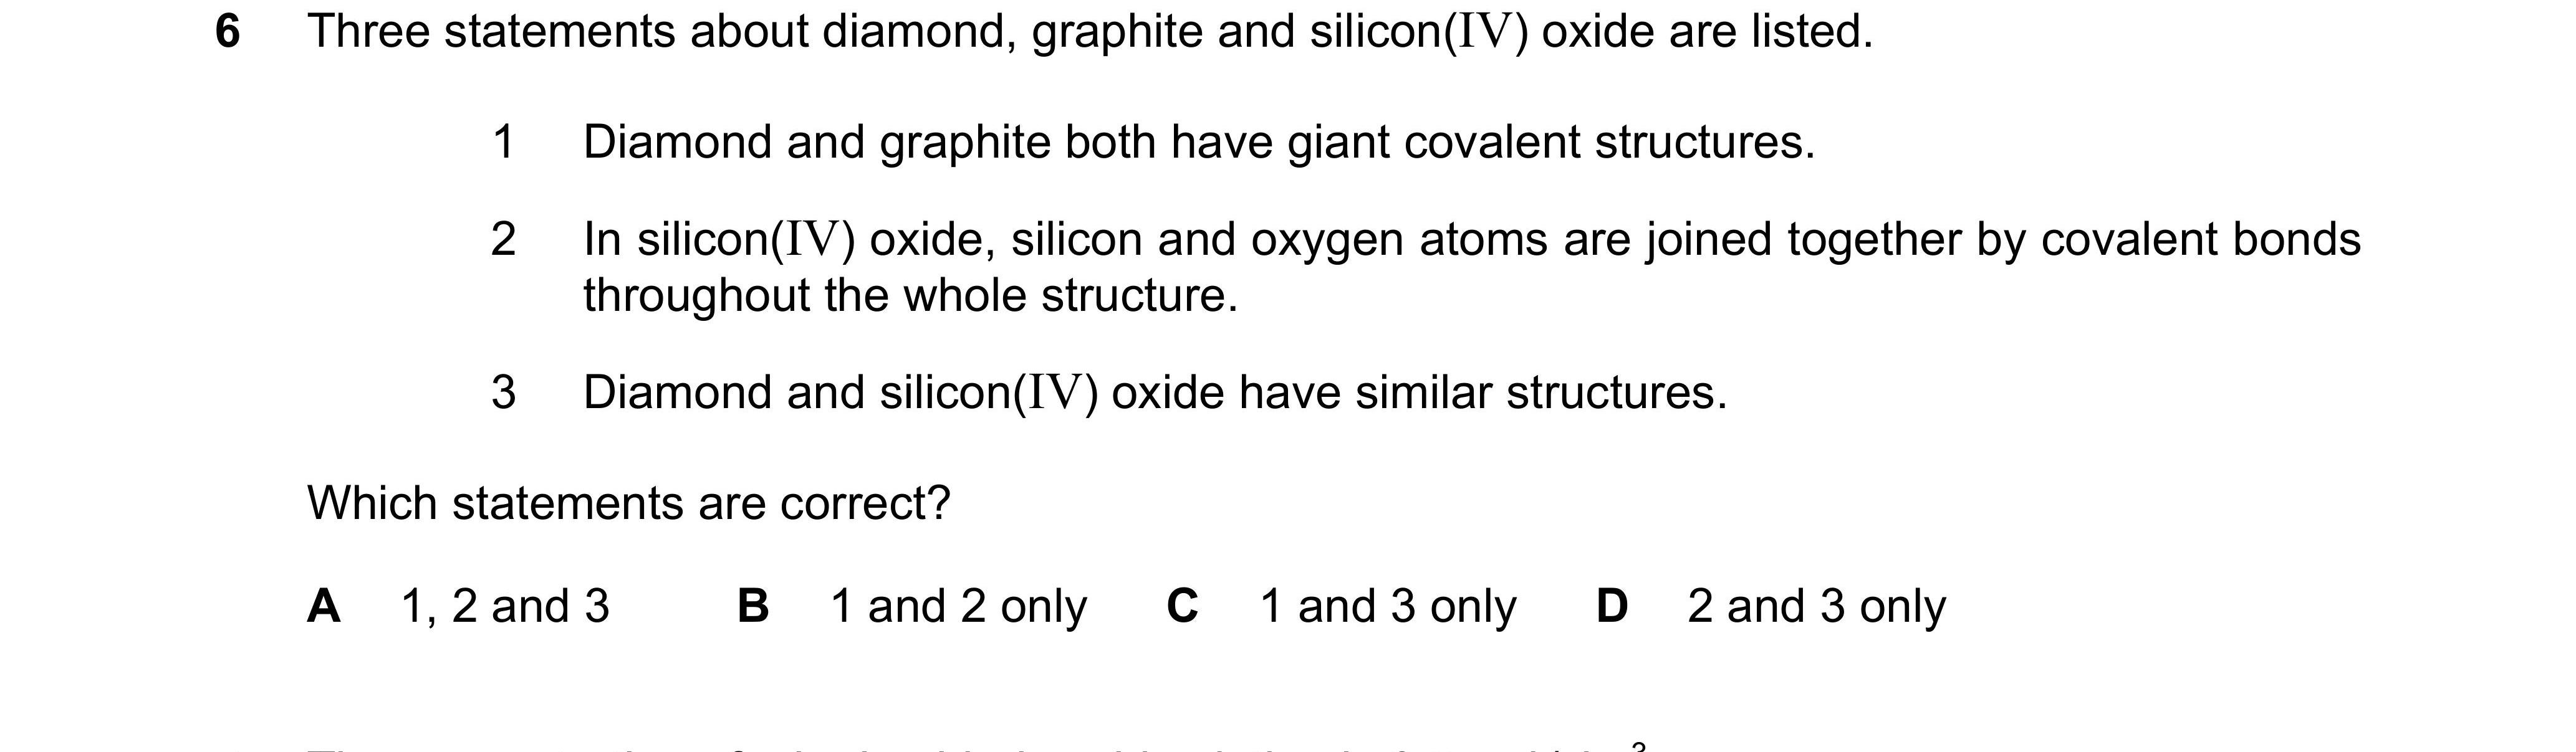 6 Three statements about diamond, graphite and silicon(IV) oxide are listed.
1 Diamond and graphite both have giant covalent structures.
2 In silicon(IV) oxide, silicon and oxygen atoms are joined together by covalent bonds
throughout the whole structure.
3 Diamond and silicon(IV) oxide have similar structures.
Which statements are correct?
A 1, 2 and 3 B 1 and 2 only C 1 and 3 only D 2 and 3 only